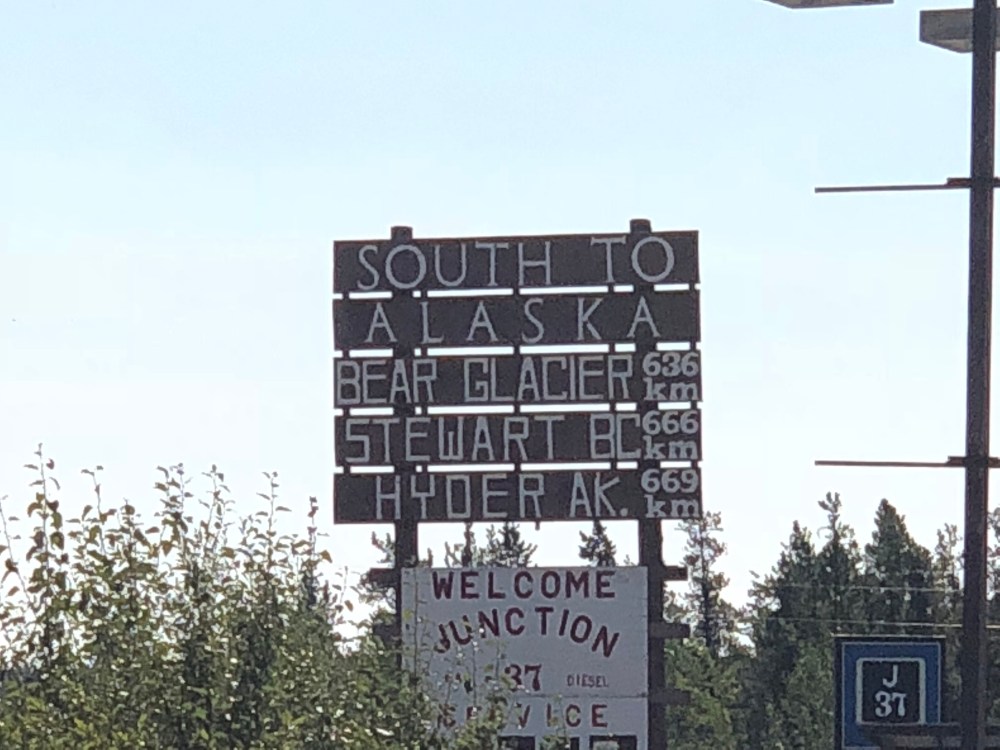 SOUTH TO
ALASKA
BEAR GLACIER 636 km
STEWART BC 666 km
HYDER AK. 669 km
WELCOME
JUNCTION
37 DIESEL
SERVICE
J
37